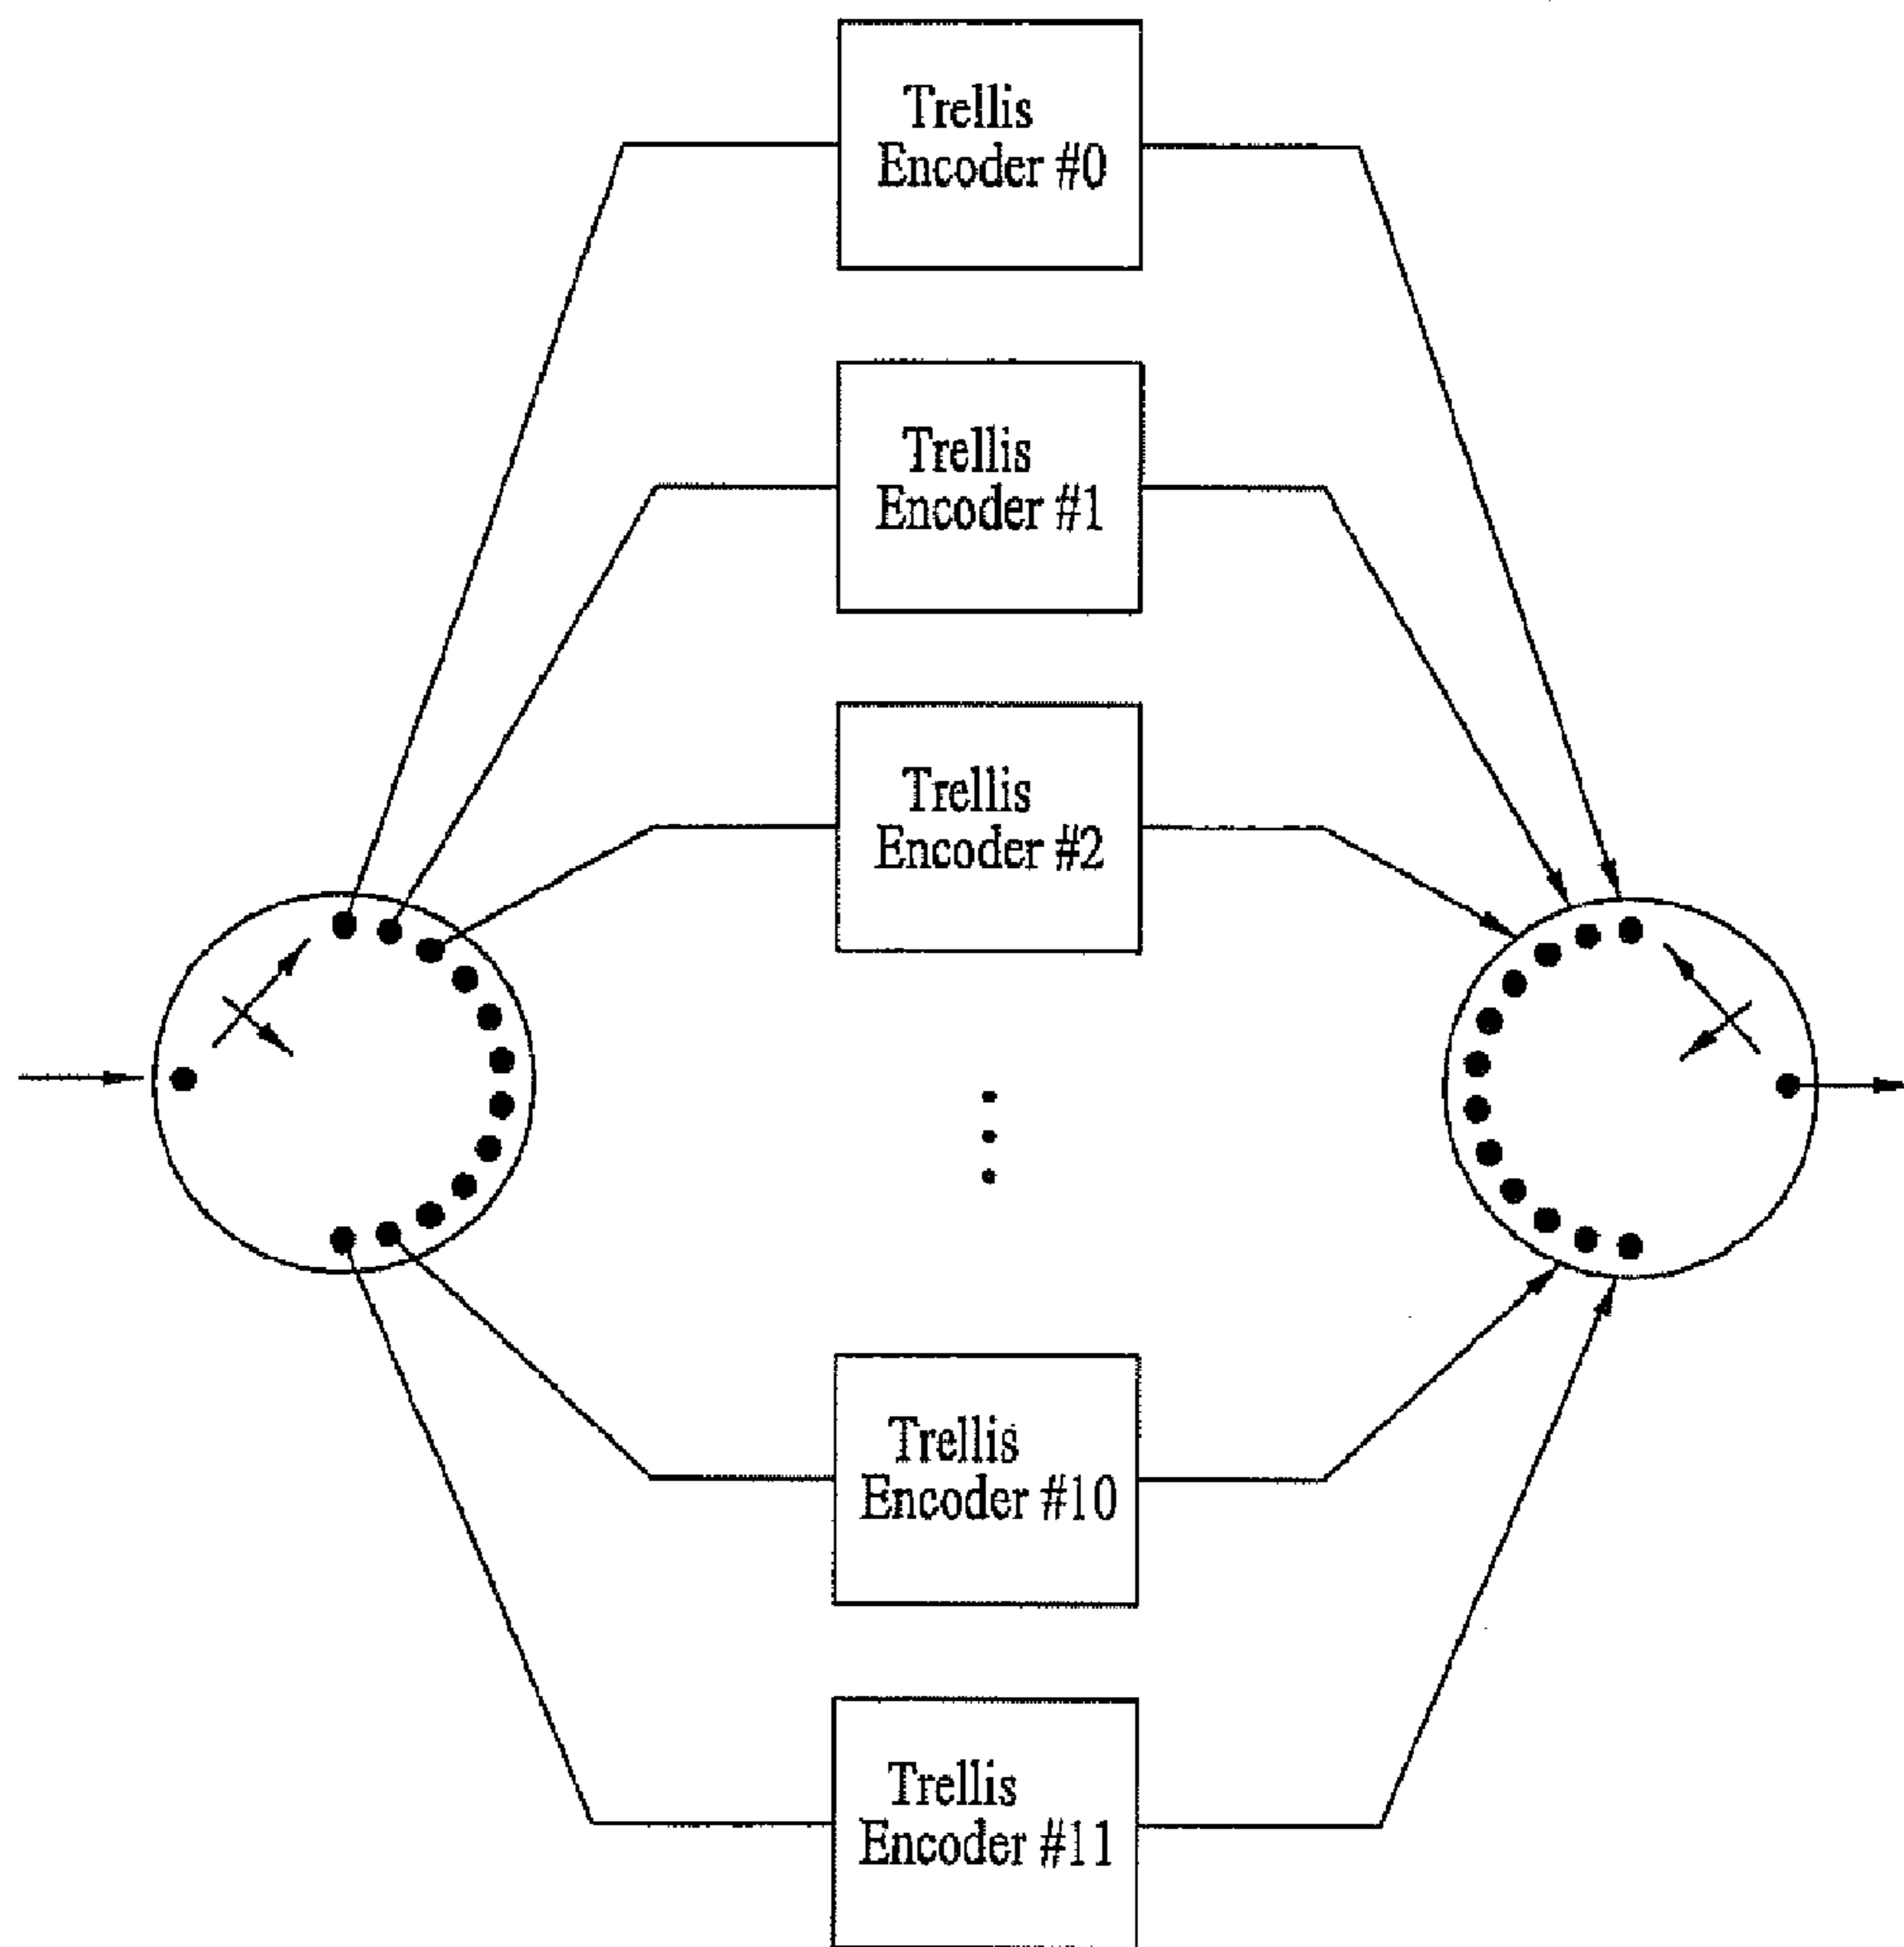 Trellis
Encoder #0
Trellis
Encoder #1
Trellis
Encoder #2
Trellis
Encoder #10
Trellis
Encoder #11